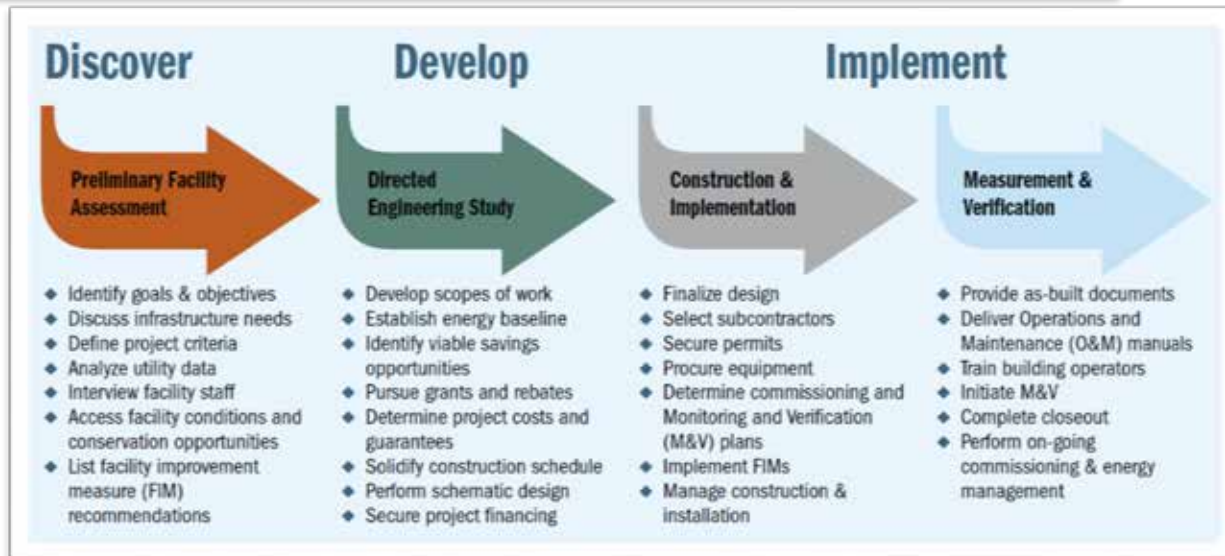 Discover
Develop
Implement
Preliminary Facility
Assessment
Directed
Engineering Study
Construction &
Implementation
Measurement &
Verification
◆ Identify goals & objectives
◆ Discuss infrastructure needs
◆ Define project criteria
◆ Analyze utility data
◆ Interview facility staff
◆ Access facility conditions and
conservation opportunities
◆ List facility improvement
measure (FIM)
recommendations
◆ Develop scopes of work
◆ Establish energy baseline
◆ Identify viable savings
opportunities
◆ Pursue grants and rebates
◆ Determine project costs and
guarantees
◆ Solidify construction schedule
◆ Perform schematic design
◆ Secure project financing
◆ Finalize design
◆ Select subcontractors
◆ Secure permits
◆ Procure equipment
◆ Determine commissioning and
Monitoring and Verification
(M&V) plans
◆ Implement FIMs
◆ Manage construction &
installation
◆ Provide as-built documents
◆ Deliver Operations and
Maintenance (O&M) manuals
◆ Train building operators
◆ Initiate M&V
◆ Complete closeout
◆ Perform on-going
commissioning & energy
management